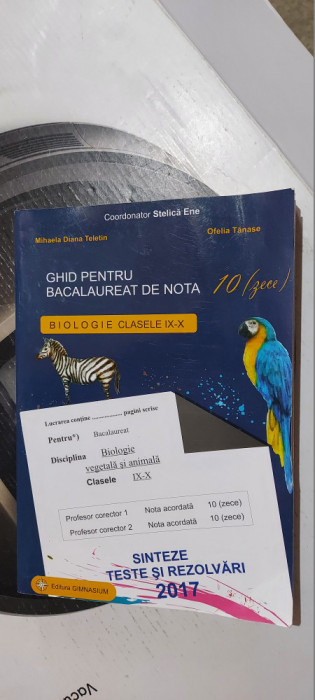 Coordonator Stelică Ene
Mihaela Diana Teletin
Ofelia Tănase
GHID PENTRU
BACALAUREAT DE NOTA 10 (zece)
BIOLOGIE CLASELE IX-X
Lucrarea conține ............... pagini scrise
Pentru*) Bacalaureat
Disciplina Biologie
vegetală și animală
Clasele IX-X
Profesor corector 1 Nota acordată 10 (zece)
Profesor corector 2 Nota acordată 10 (zece)
SINTEZE
TESTE ȘI REZOLVĂRI
2017
Editura GIMNASIUM